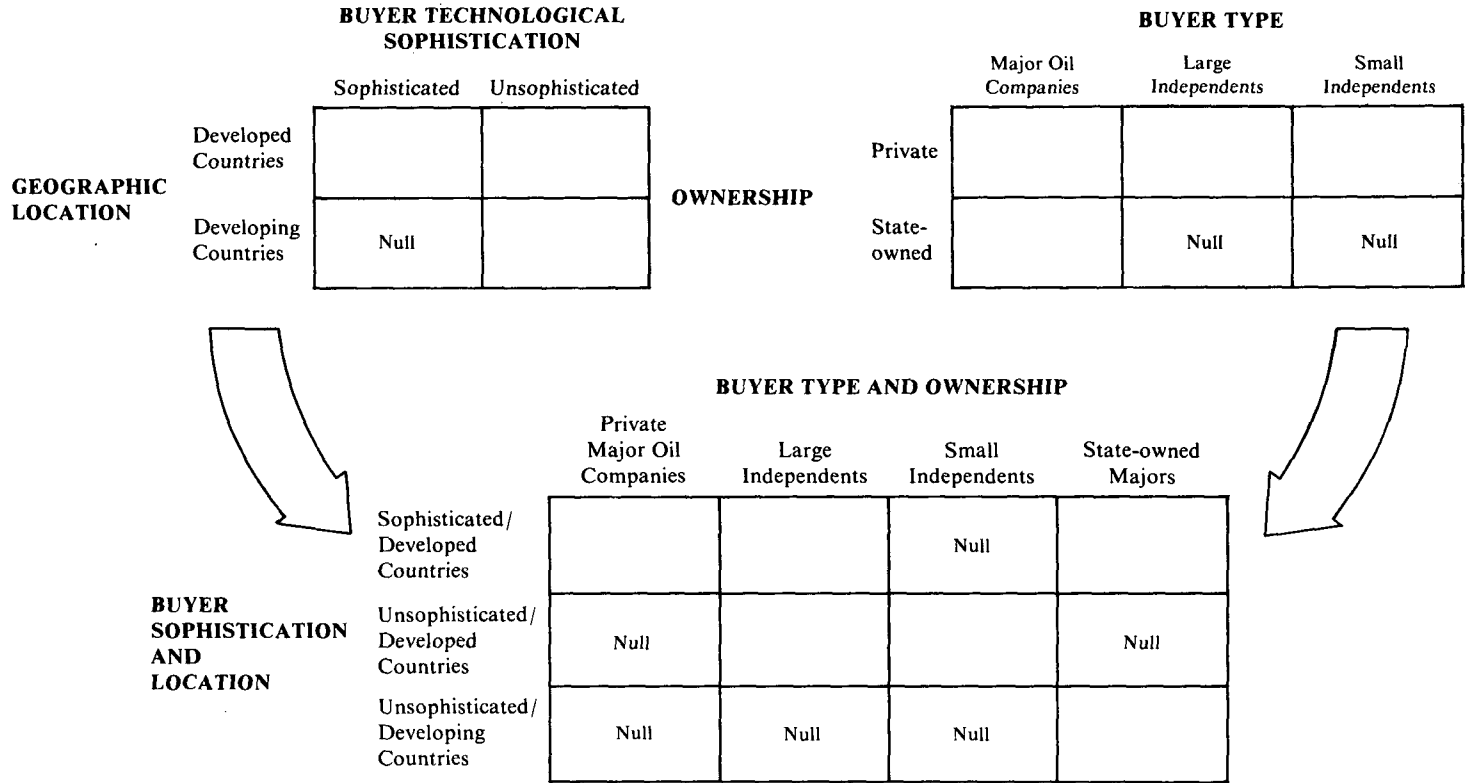 BUYER TECHNOLOGICAL
SOPHISTICATION
Sophisticated Unsophisticated
GEOGRAPHIC
LOCATION
Developed
Countries
Developing
Countries
Null
BUYER TYPE
Major Oil
Companies
Large
Independents
Small
Independents
OWNERSHIP
Private
State-
owned
Null
Null
BUYER TYPE AND OWNERSHIP
Private
Major Oil
Companies
Large
Independents
Small
Independents
State-owned
Majors
BUYER
SOPHISTICATION
AND
LOCATION
Sophisticated/
Developed
Countries
Null
Unsophisticated/
Developed
Countries
Null
Null
Unsophisticated/
Developing
Countries
Null
Null
Null